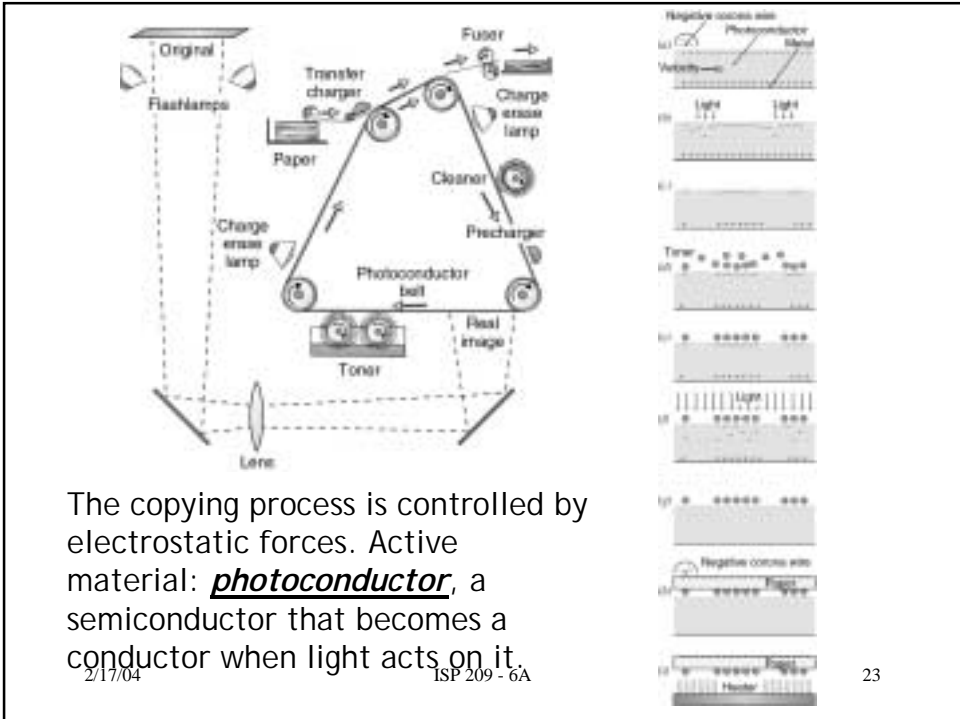 Original
Flashlamps
Fuser
Transfer
charger
Paper
Charge
erase
lamp
Cleaner
Precharger
Charge
erase
lamp
Photoconductor
belt
Real
image
Toner
Lens
Negative corona wire
Photoconductor
Metal
Velocity
Light Light
Toner
Light
Negative corona wire
Paper
Paper
Heater
The copying process is controlled by
electrostatic forces. Active
material: photoconductor, a
semiconductor that becomes a
conductor when light acts on it.
2/17/04 ISP 209 - 6A 23